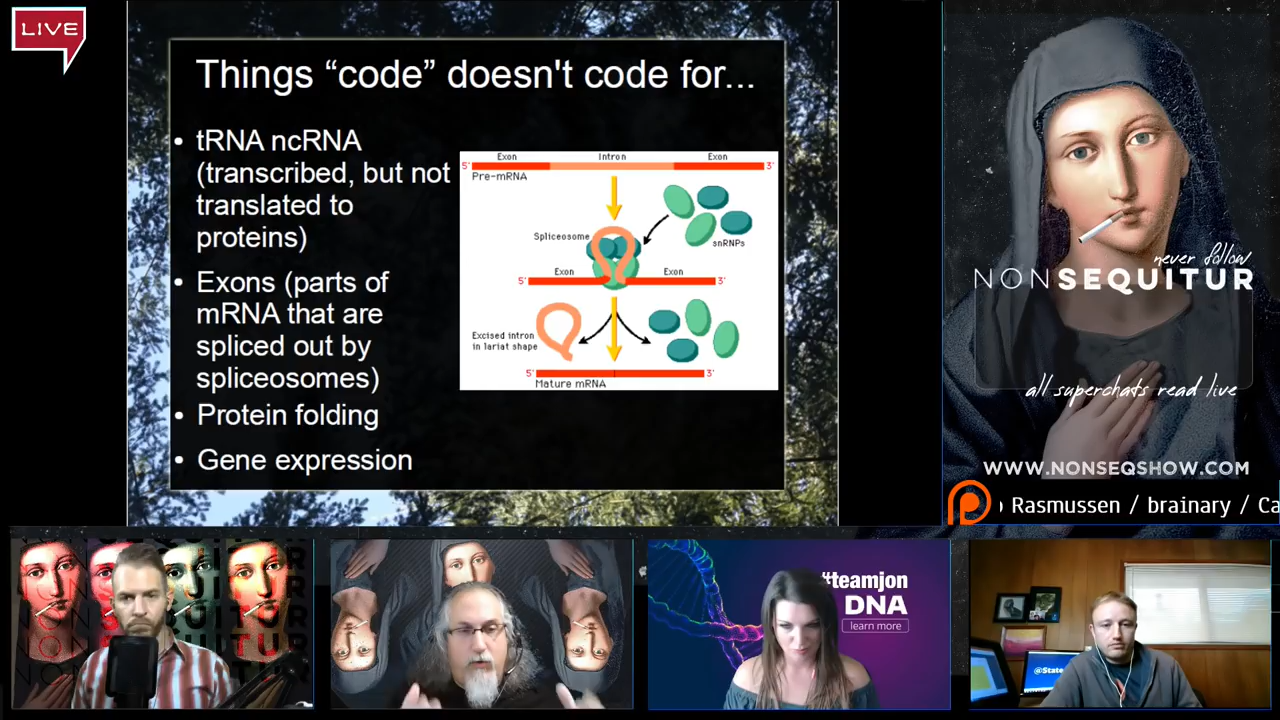 LIVE
Things “code” doesn't code for...
• tRNA ncRNA
(transcribed, but not
translated to
proteins)
• Exons (parts of
mRNA that are
spliced out by
spliceosomes)
• Protein folding
• Gene expression
Exon Intron Exon
5' 3'
Pre-mRNA
Spliceosome
snRNPs
Exon Exon
5' 3'
Excised intron
in lariat shape
5' 3'
Mature mRNA
never follow
NONSEQUITUR
all superchats read live
WWW.NONSEQSHOW.COM
Rasmussen / brainary / Ca
#teamjon
DNA
learn more
@State